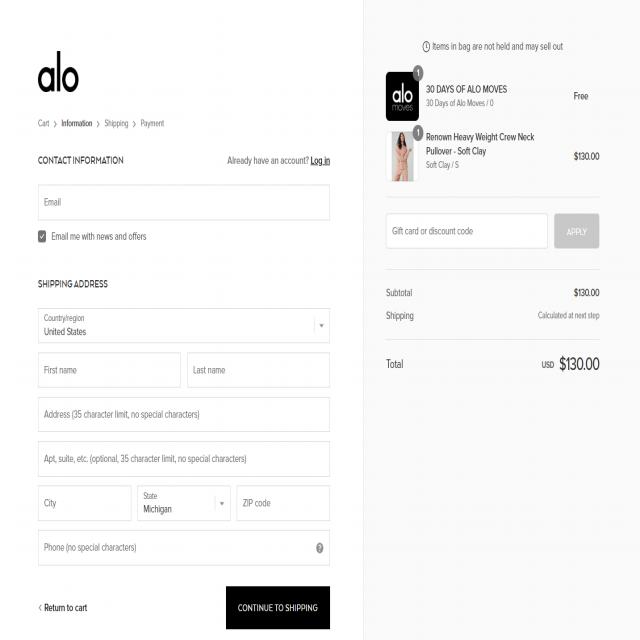 alo
Cart > Information > Shipping > Payment
CONTACT INFORMATION
Already have an account? Log in
Email
Email me with news and offers
SHIPPING ADDRESS
Country/region
United States
First name
Last name
Address (35 character limit, no special characters)
Apt, suite, etc. (optional, 35 character limit, no special characters)
City
State
Michigan
ZIP code
Phone (no special characters)
?
< Return to cart
CONTINUE TO SHIPPING
Items in bag are not held and may sell out
1
alo
moves
30 DAYS OF ALO MOVES
30 Days of Alo Moves / 0
Free
1
Renown Heavy Weight Crew Neck
Pullover - Soft Clay
Soft Clay / S
$130.00
Gift card or discount code
APPLY
Subtotal
$130.00
Shipping
Calculated at next step
Total
USD $130.00